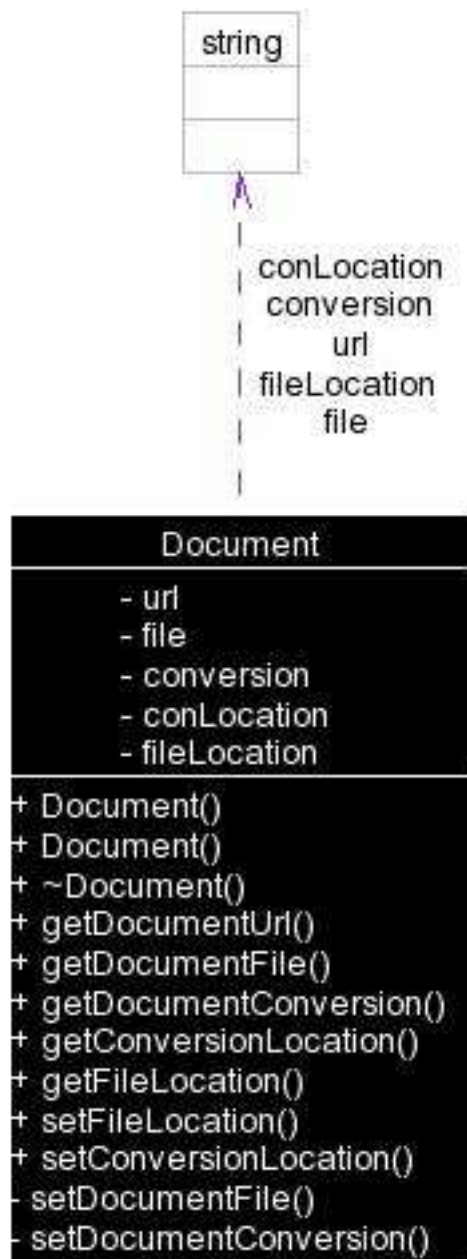 string
conLocation
conversion
url
fileLocation
file
Document
- url
- file
- conversion
- conLocation
- fileLocation
+ Document()
+ Document()
+ ~Document()
+ getDocumentUrl()
+ getDocumentFile()
+ getDocumentConversion()
+ getConversionLocation()
+ getFileLocation()
+ setFileLocation()
+ setConversionLocation()
- setDocumentFile()
- setDocumentConversion()